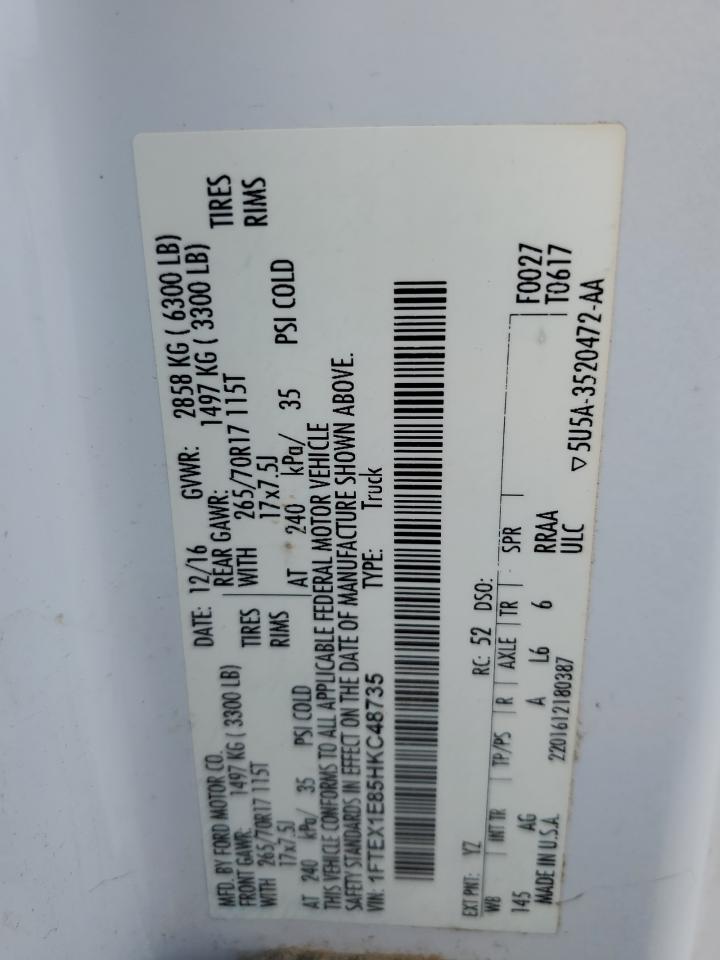 MFD. BY FORD MOTOR CO.
DATE: 12/16 GVWR: 2858 KG ( 6300 LB)
FRONT GAWR: 1497 KG ( 3300 LB) REAR GAWR: 1497 KG ( 3300 LB)
WITH 265/70R17 115T TIRES WITH 265/70R17 115T TIRES
17x7.5J RIMS 17x7.5J RIMS
AT 240 kPa/ 35 PSI COLD AT 240 kPa/ 35 PSI COLD
THIS VEHICLE CONFORMS TO ALL APPLICABLE FEDERAL MOTOR VEHICLE
SAFETY STANDARDS IN EFFECT ON THE DATE OF MANUFACTURE SHOWN ABOVE.
VIN: 1FTEX1E85HKC48735 TYPE: Truck
EXT PNT: YZ RC: 52 DSO: F0027
WB INT TR TP/PS R AXLE TR SPR T0617
145 AG A L6 6 RRAA
ULC
MADE IN U.S.A. 2201612180387 ▽5U5A-3520472-AA